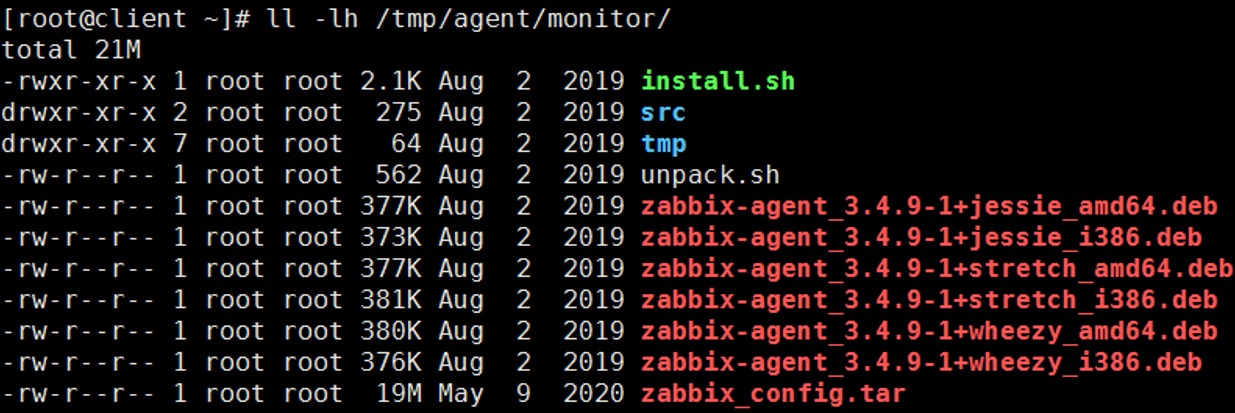 [root@client ~]# ll -lh /tmp/agent/monitor/
total 21M
-rwxr-xr-x 1 root root 2.1K Aug  2  2019 install.sh
drwxr-xr-x 2 root root  275 Aug  2  2019 src
drwxr-xr-x 7 root root   64 Aug  2  2019 tmp
-rw-r--r-- 1 root root  562 Aug  2  2019 unpack.sh
-rw-r--r-- 1 root root 377K Aug  2  2019 zabbix-agent_3.4.9-1+jessie_amd64.deb
-rw-r--r-- 1 root root 373K Aug  2  2019 zabbix-agent_3.4.9-1+jessie_i386.deb
-rw-r--r-- 1 root root 377K Aug  2  2019 zabbix-agent_3.4.9-1+stretch_amd64.deb
-rw-r--r-- 1 root root 381K Aug  2  2019 zabbix-agent_3.4.9-1+stretch_i386.deb
-rw-r--r-- 1 root root 380K Aug  2  2019 zabbix-agent_3.4.9-1+wheezy_amd64.deb
-rw-r--r-- 1 root root 376K Aug  2  2019 zabbix-agent_3.4.9-1+wheezy_i386.deb
-rw-r--r-- 1 root root  19M May  9  2020 zabbix_config.tar